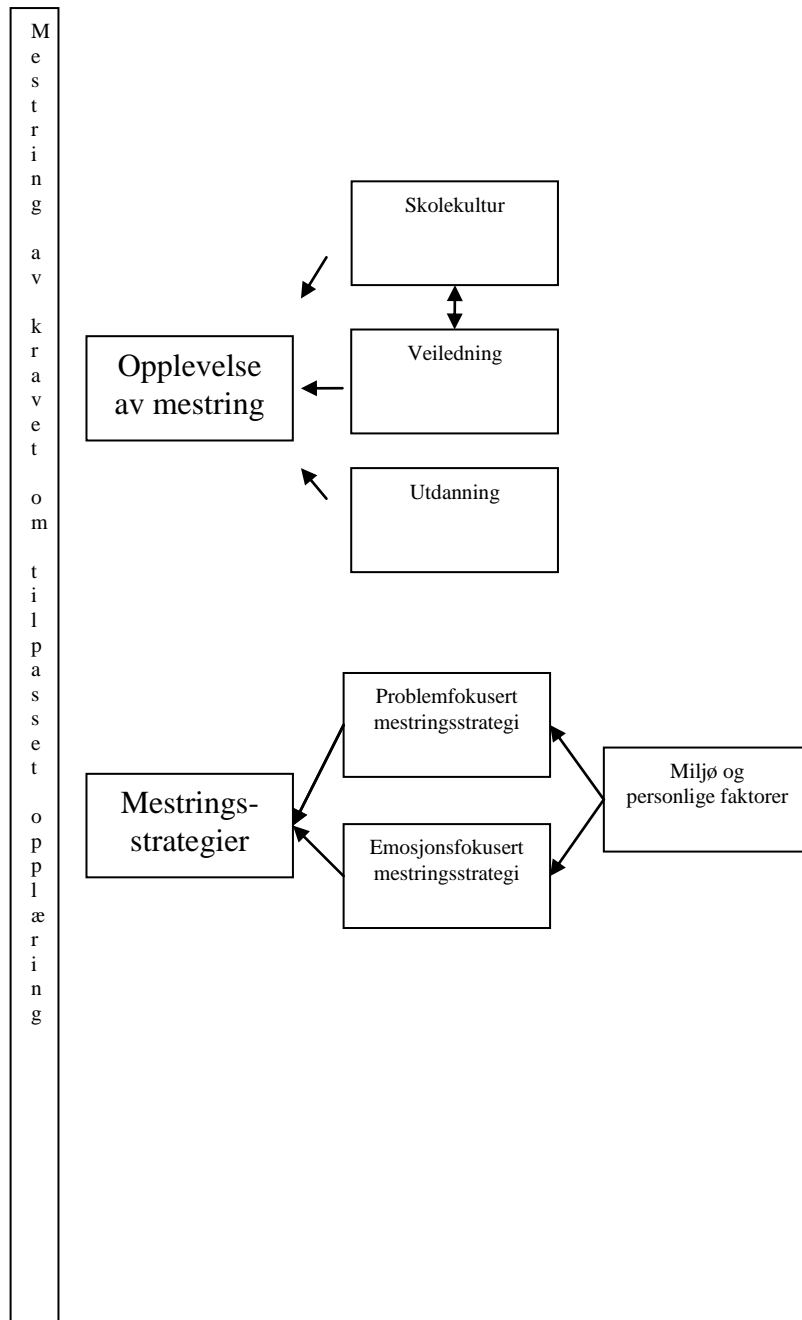 Mestring av kravet om tilpasset opplæring
Skolekultur
Veiledning
Opplevelse
av mestring
Utdanning
Problemfokusert
mestringsstrategi
Miljø og
personlige faktorer
Mestrings-
strategier
Emosjonsfokusert
mestringsstrategi